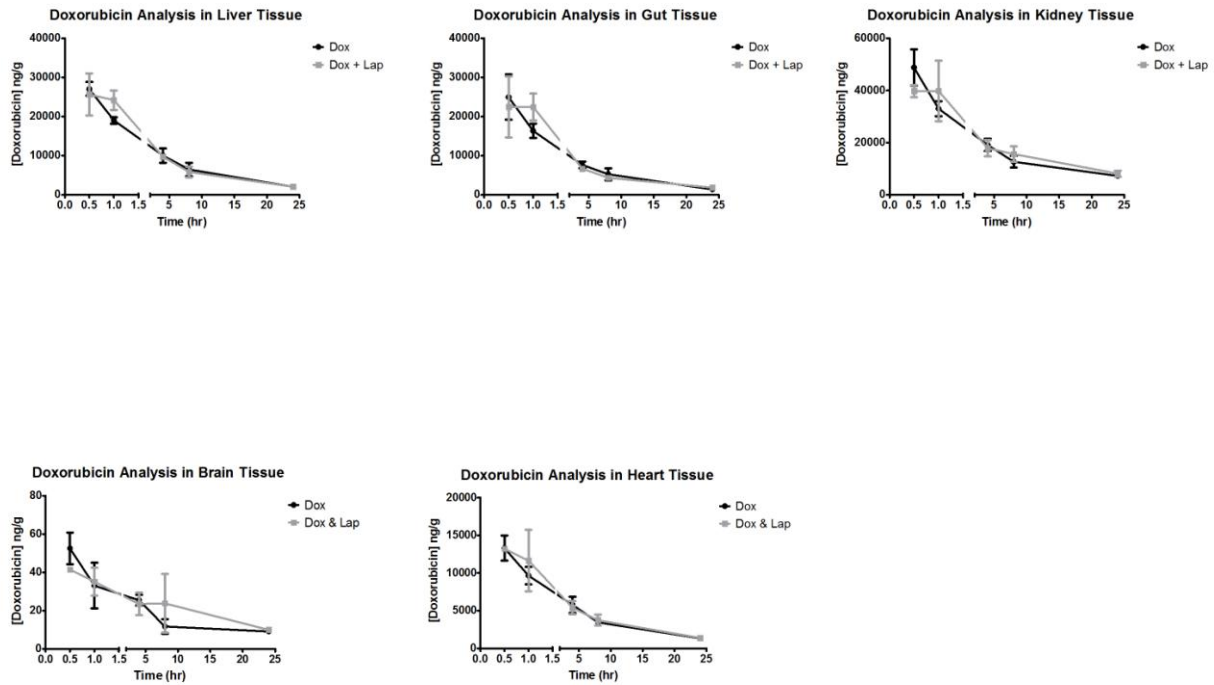 Doxorubicin Analysis in Liver Tissue
[Doxorubicin] ng/g
40000
30000
20000
10000
0
0.0 0.5 1.0 1.5 5 10 15 20 25
Time (hr)
Dox
Dox + Lap
Doxorubicin Analysis in Gut Tissue
[Doxorubicin] ng/g
40000
30000
20000
10000
0
0.0 0.5 1.0 1.5 5 10 15 20 25
Time (hr)
Dox
Dox + Lap
Doxorubicin Analysis in Kidney Tissue
[Doxorubicin] ng/g
60000
40000
20000
0
0.0 0.5 1.0 1.5 5 10 15 20 25
Time (hr)
Dox
Dox + Lap
Doxorubicin Analysis in Brain Tissue
[Doxorubicin] ng/g
80
60
40
20
0
0.0 0.5 1.0 1.5 5 10 15 20 25
Time (hr)
Dox
Dox & Lap
Doxorubicin Analysis in Heart Tissue
[Doxorubicin] ng/g
20000
15000
10000
5000
0
0.0 0.5 1.0 1.5 5 10 15 20 25
Time (hr)
Dox
Dox & Lap